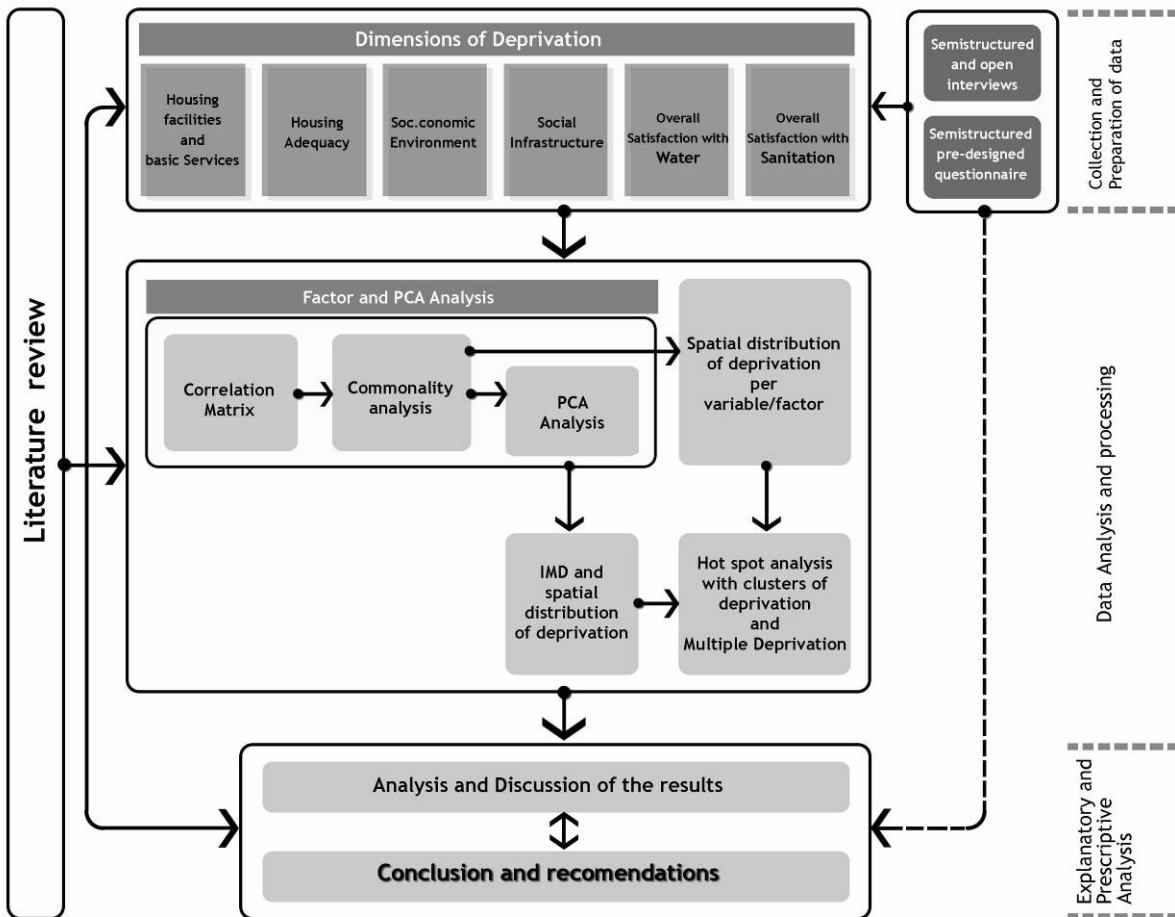 Literature review
Dimensions of Deprivation
Housing
facilities
and
basic Services
Housing
Adequacy
Soc.conomic
Environment
Social
Infrastructure
Overall
Satisfaction with
Water
Overall
Satisfaction with
Sanitation
Semistructured
and open
interviews
Semistructured
pre-designed
questionnaire
Collection and
Preparation of data
Factor and PCA Analysis
Correlation
Matrix
Commonality
analysis
PCA
Analysis
Spatial distribution
of deprivation
per
variable/factor
IMD and
spatial
distribution
of deprivation
Hot spot analysis
with clusters of
deprivation
and
Multiple Deprivation
Data Analysis and processing
Analysis and Discussion of the results
Conclusion and recomendations
Explanatory and
Prescriptive
Analysis